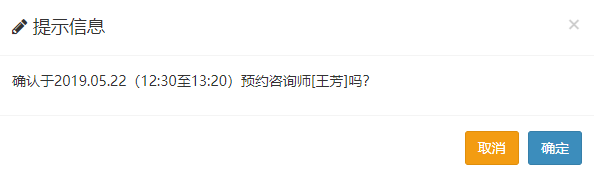 提示信息
×
确认于2019.05.22（12:30至13:20）预约咨询师[王芳]吗?
取消 确定